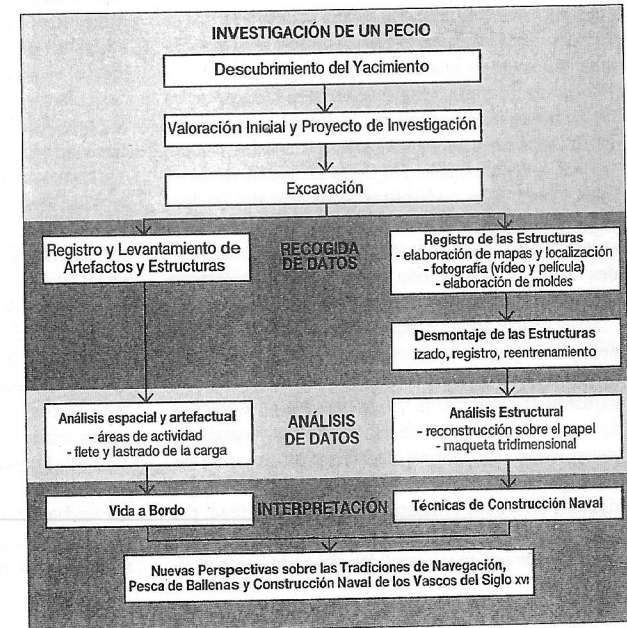 INVESTIGACIÓN DE UN PECIO
Descubrimiento del Yacimiento
Valoración Inicial y Proyecto de Investigación
Excavación
Registro y Levantamiento de
Artefactos y Estructuras
RECOGIDA
DE DATOS
Registro de las Estructuras
- elaboración de mapas y localización
- fotografía (vídeo y película)
- elaboración de moldes
Desmontaje de las Estructuras
izado, registro, reentrenamiento
Análisis espacial y artefactual
- áreas de actividad
- flete y lastrado de la carga
ANÁLISIS
DE DATOS
Análisis Estructural
- reconstrucción sobre el papel
- maqueta tridimensional
Vida a Bordo
INTERPRETACIÓN
Técnicas de Construcción Naval
Nuevas Perspectivas sobre las Tradiciones de Navegación,
Pesca de Ballenas y Construcción Naval de los Vascos del Siglo XVI